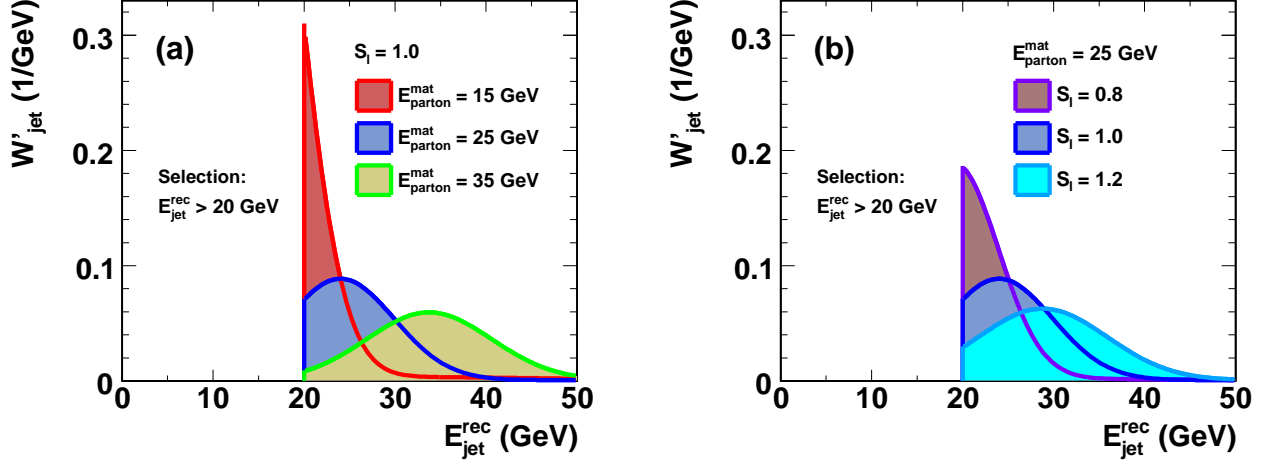 (a)
S_l = 1.0
E^mat_parton = 15 GeV
E^mat_parton = 25 GeV
E^mat_parton = 35 GeV
Selection:
E^rec_jet > 20 GeV
W'_jet (1/GeV)
0.3
0.2
0.1
0
0 10 20 30 40 50
E^rec_jet (GeV)
(b)
E^mat_parton = 25 GeV
S_l = 0.8
S_l = 1.0
S_l = 1.2
Selection:
E^rec_jet > 20 GeV
W'_jet (1/GeV)
0.3
0.2
0.1
0
0 10 20 30 40 50
E^rec_jet (GeV)